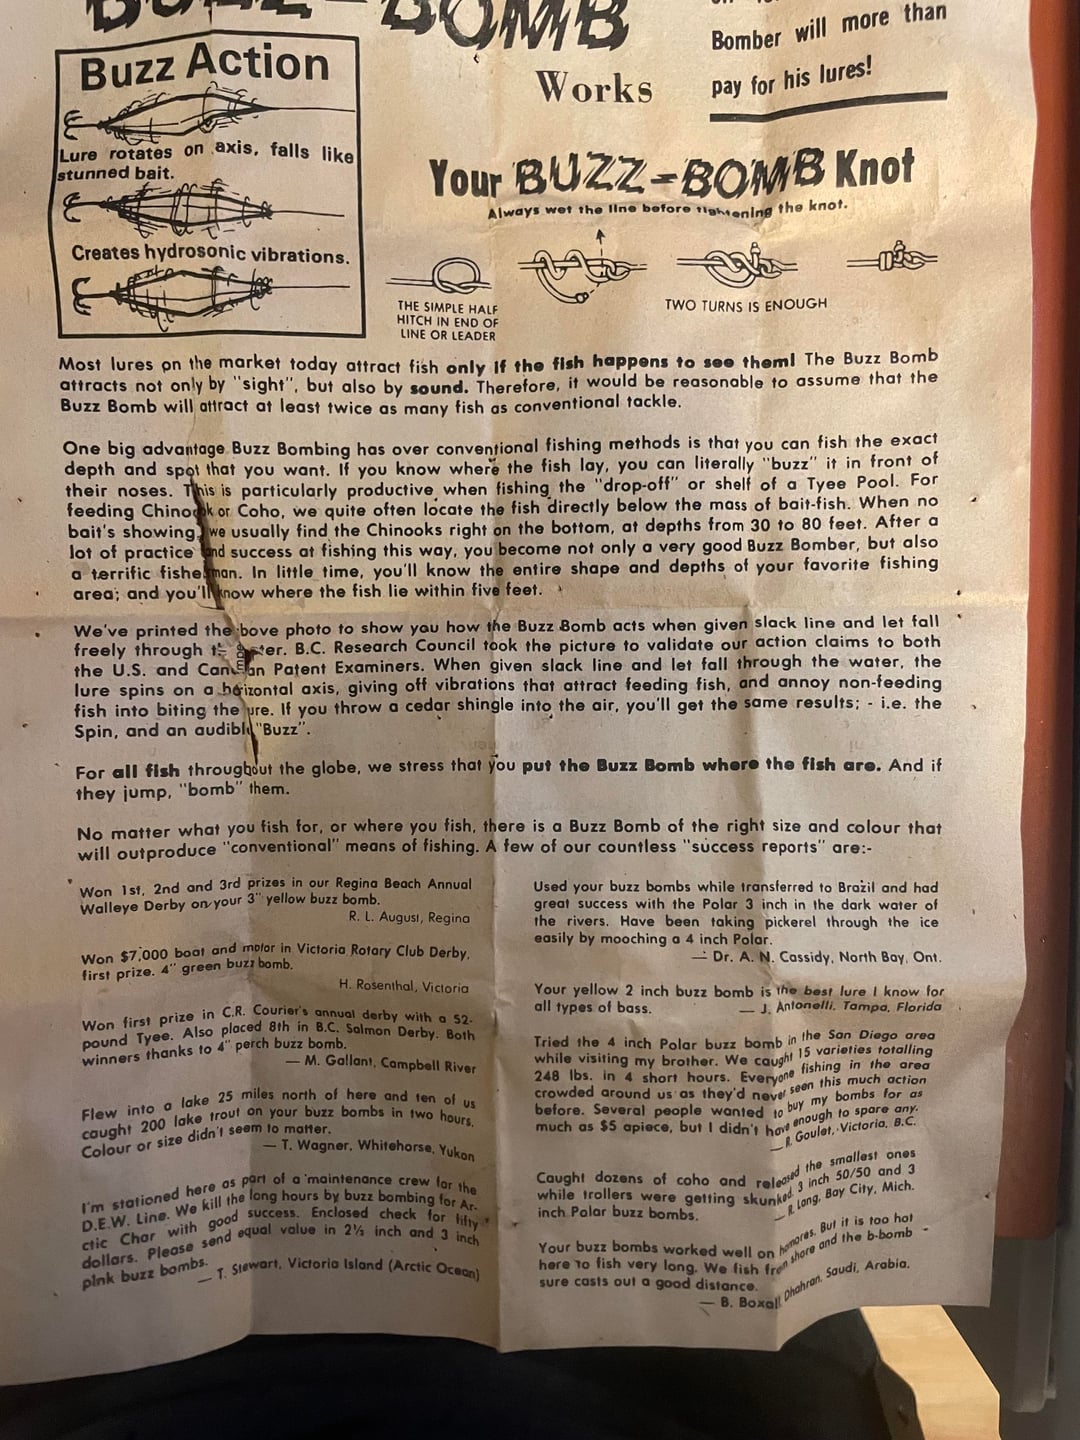 BUZZ-BOMB
Works
Bomber will more than
pay for his lures!
Buzz Action
Lure rotates on axis, falls like
stunned bait.
Creates hydrosonic vibrations.
Your BUZZ-BOMB Knot
Always wet the line before tightening the knot.
THE SIMPLE HALF
HITCH IN END OF
LINE OR LEADER
TWO TURNS IS ENOUGH
Most lures on the market today attract fish only if the fish happens to see them! The Buzz Bomb
attracts not only by "sight", but also by sound. Therefore, it would be reasonable to assume that the
Buzz Bomb will attract at least twice as many fish as conventional tackle.
One big advantage Buzz Bombing has over conventional fishing methods is that you can fish the exact
depth and spot that you want. If you know where the fish lay, you can literally "buzz" it in front of
their noses. This is particularly productive when fishing the "drop-off" or shelf of a Tyee Pool. For
feeding Chinook or Coho, we quite often locate the fish directly below the mass of bait-fish. When no
bait's showing, we usually find the Chinooks right on the bottom, at depths from 30 to 80 feet. After a
lot of practice and success at fishing this way, you become not only a very good Buzz Bomber, but also
a terrific fisherman. In little time, you'll know the entire shape and depths of your favorite fishing
area; and you'll know where the fish lie within five feet.
We've printed the above photo to show you how the Buzz Bomb acts when given slack line and let fall
freely through the water. B.C. Research Council took the picture to validate our action claims to both
the U.S. and Canadian Patent Examiners. When given slack line and let fall through the water, the
lure spins on a horizontal axis, giving off vibrations that attract feeding fish, and annoy non-feeding
fish into biting the lure. If you throw a cedar shingle into the air, you'll get the same results; - i.e. the
Spin, and an audible "Buzz".
For all fish throughout the globe, we stress that you put the Buzz Bomb where the fish are. And if
they jump, "bomb" them.
No matter what you fish for, or where you fish, there is a Buzz Bomb of the right size and colour that
will outproduce "conventional" means of fishing. A few of our countless "success reports" are:-
Won 1st, 2nd and 3rd prizes in our Regina Beach Annual
Walleye Derby on your 3" yellow buzz bomb.
R. L. August, Regina
Won $7,000 boat and motor in Victoria Rotary Club Derby,
first prize. 4" green buzz bomb.
H. Rosenthal, Victoria
Won first prize in C.R. Courier's annual derby with a 52-
pound Tyee. Also placed 8th in B.C. Salmon Derby. Both
winners thanks to 4" perch buzz bomb.
— M. Gallant, Campbell River
Flew into a lake 25 miles north of here and ten of us
caught 200 lake trout on your buzz bombs in two hours.
Colour or size didn't seem to matter.
— T. Wagner, Whitehorse, Yukon
I'm stationed here as part of a maintenance crew for the
D.E.W. Line. We kill the long hours by buzz bombing for Ar-
ctic Char with good success. Enclosed check for fifty
dollars. Please send equal value in 2½ inch and 3 inch
pink buzz bombs.
— T. Stewart, Victoria Island (Arctic Ocean)
Used your buzz bombs while transferred to Brazil and had
great success with the Polar 3 inch in the dark water of
the rivers. Have been taking pickerel through the ice
easily by mooching a 4 inch Polar.
— Dr. A. N. Cassidy, North Bay, Ont.
Your yellow 2 inch buzz bomb is the best lure I know for
all types of bass.
— J. Antonelli, Tampa, Florida
Tried the 4 inch Polar buzz bomb in the San Diego area
while visiting my brother. We caught 15 varieties totalling
248 lbs. in 4 short hours. Everyone fishing in the area
crowded around us as they'd never seen this much action
before. Several people wanted to buy my bombs for as
much as $5 apiece, but I didn't have enough to spare any.
— R. Goulet, Victoria, B.C.
Caught dozens of coho and released the smallest ones
while trollers were getting skunked. 3 inch 50/50 and 3
inch Polar buzz bombs.
— R. Long, Bay City, Mich.
Your buzz bombs worked well on honores. But it is too hot
here to fish very long. We fish from shore and the b-bomb
sure casts out a good distance.
— B. Boxall, Dhahran, Saudi, Arabia.